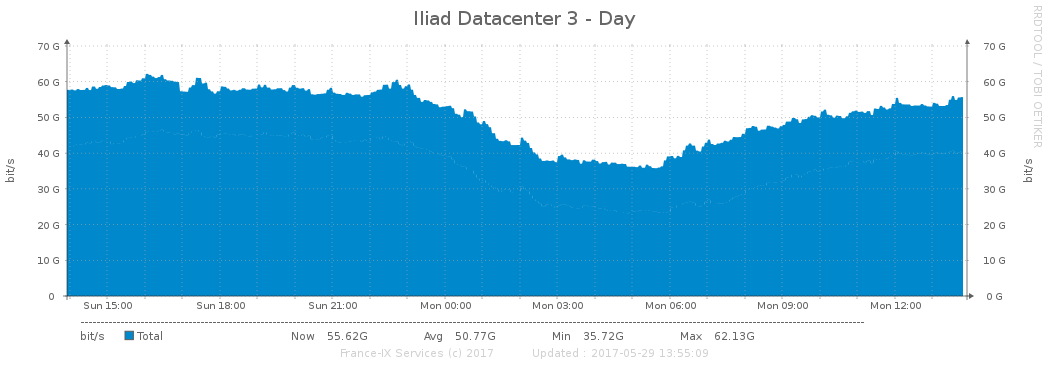 Iliad Datacenter 3 - Day
RRDTOOL / TOBI OETIKER
70 G 70 G
60 G 60 G
50 G 50 G
40 G 40 G
30 G 30 G
20 G 20 G
10 G 10 G
0 0 G
bit/s bit/s
Sun 15:00 Sun 18:00 Sun 21:00 Mon 00:00 Mon 03:00 Mon 06:00 Mon 09:00 Mon 12:00
bit/s Total Now 55.62G Avg 50.77G Min 35.72G Max 62.13G
France-IX Services (c) 2017 Updated : 2017-05-29 13:55:09